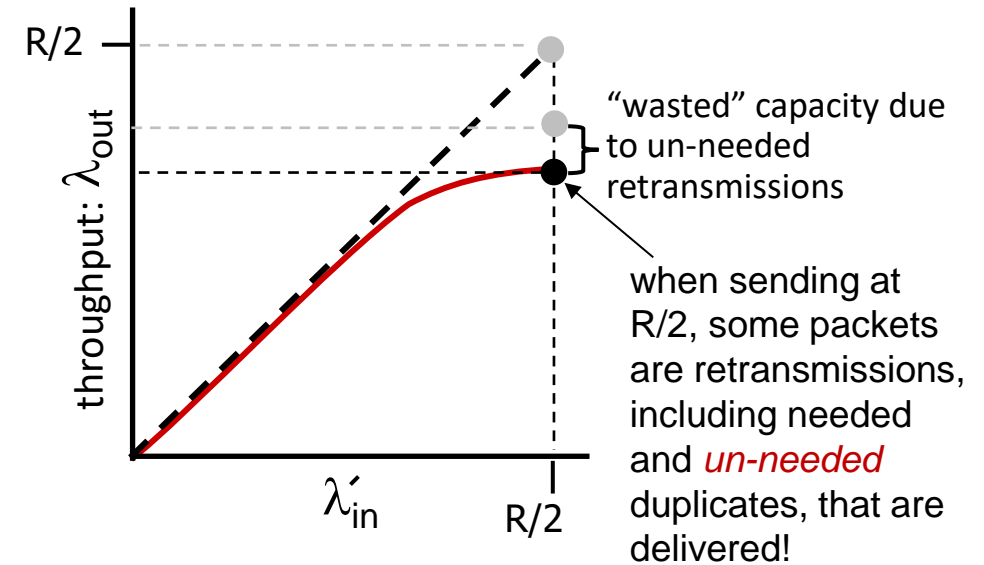 R/2
throughput: λout
“wasted” capacity due
to un-needed
retransmissions
when sending at
R/2, some packets
are retransmissions,
including needed
and un-needed
duplicates, that are
delivered!
λ′in
R/2